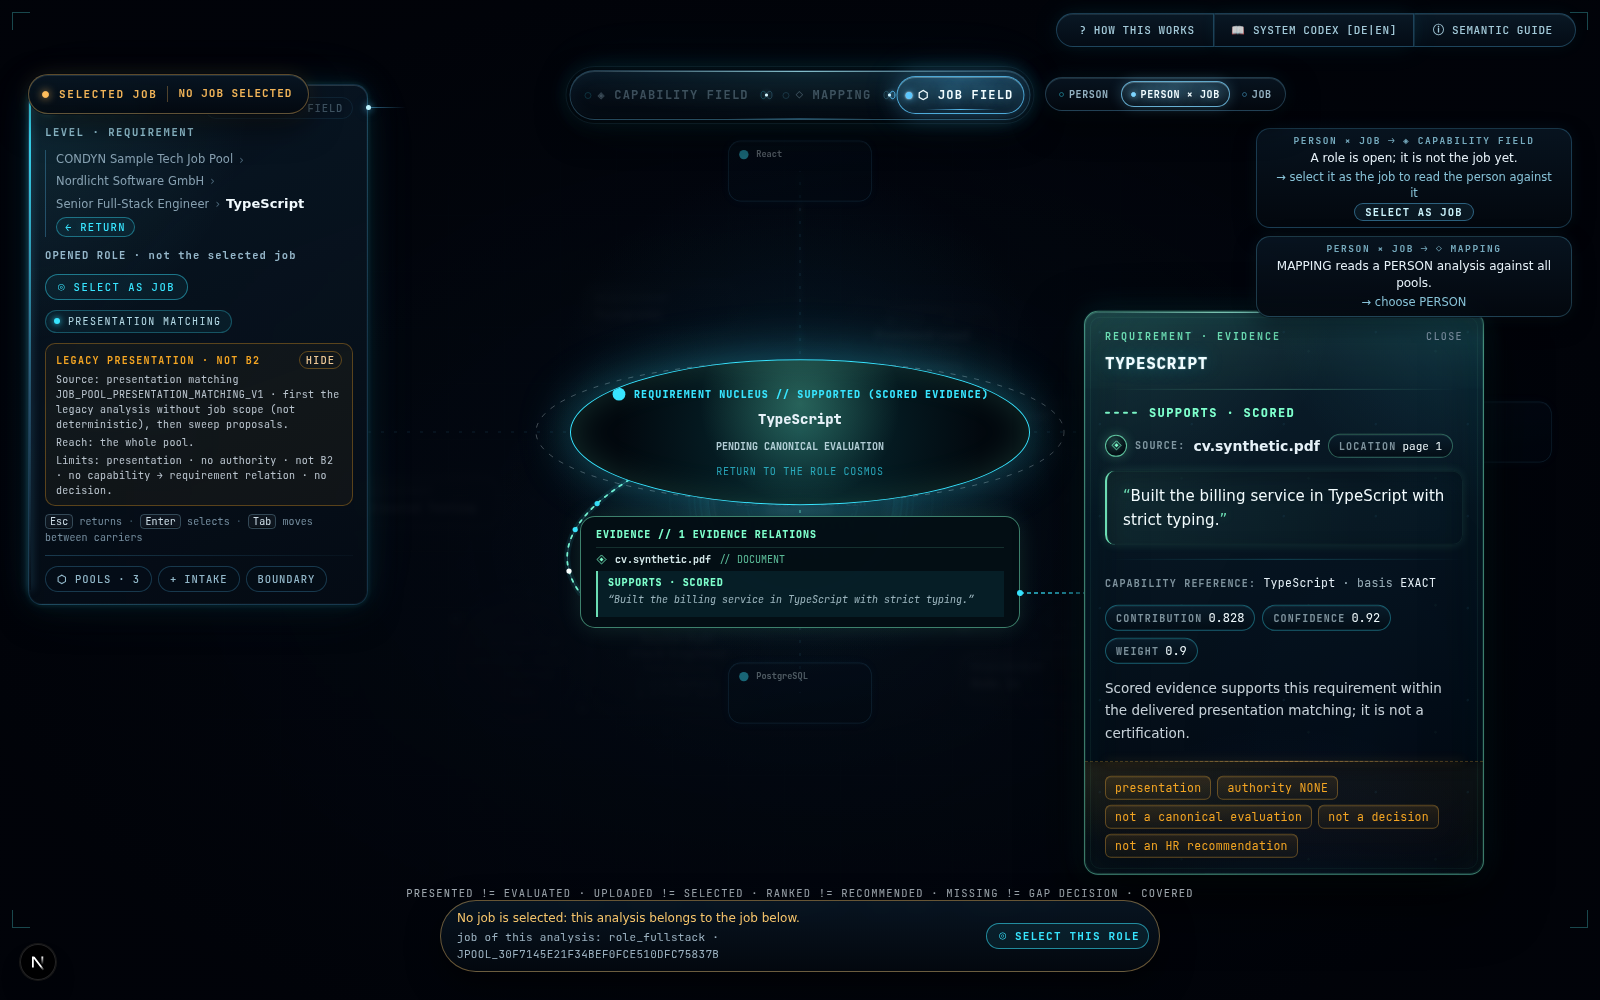 ? HOW THIS WORKS
SYSTEM CODEX [DE|EN]
SEMANTIC GUIDE
SELECTED JOB
NO JOB SELECTED
FIELD
CAPABILITY FIELD
MAPPING
JOB FIELD
PERSON
PERSON × JOB
JOB
LEVEL · REQUIREMENT
CONDYN Sample Tech Job Pool ›
Nordlicht Software GmbH ›
Senior Full-Stack Engineer › TypeScript
← RETURN
OPENED ROLE · not the selected job
◎ SELECT AS JOB
PRESENTATION MATCHING
LEGACY PRESENTATION · NOT B2
HIDE
Source: presentation matching
JOB_POOL_PRESENTATION_MATCHING_V1 · first the
legacy analysis without job scope (not
deterministic), then sweep proposals.
Reach: the whole pool.
Limits: presentation · no authority · not B2
· no capability → requirement relation · no
decision.
Esc returns · Enter selects · Tab moves
between carriers
POOLS · 3
+ INTAKE
BOUNDARY
React
REQUIREMENT NUCLEUS // SUPPORTED (SCORED EVIDENCE)
TypeScript
PENDING CANONICAL EVALUATION
RETURN TO THE ROLE COSMOS
EVIDENCE // 1 EVIDENCE RELATIONS
cv.synthetic.pdf // DOCUMENT
SUPPORTS · SCORED
“Built the billing service in TypeScript with strict typing.”
PostgreSQL
PERSON × JOB → ◈ CAPABILITY FIELD
A role is open; it is not the job yet.
→ select it as the job to read the person against
it
SELECT AS JOB
PERSON × JOB → ◇ MAPPING
MAPPING reads a PERSON analysis against all
pools.
→ choose PERSON
REQUIREMENT · EVIDENCE
CLOSE
TYPESCRIPT
---- SUPPORTS · SCORED
SOURCE: cv.synthetic.pdf LOCATION page 1
“Built the billing service in TypeScript with
strict typing.”
CAPABILITY REFERENCE: TypeScript · basis EXACT
CONTRIBUTION 0.828
CONFIDENCE 0.92
WEIGHT 0.9
Scored evidence supports this requirement within
the delivered presentation matching; it is not a
certification.
presentation
authority NONE
not a canonical evaluation
not a decision
not an HR recommendation
PRESENTED != EVALUATED · UPLOADED != SELECTED · RANKED != RECOMMENDED · MISSING != GAP DECISION · COVERED
No job is selected: this analysis belongs to the job below.
job of this analysis: role_fullstack ·
JPOOL_30F7145E21F34BEF0FCE510DFC75837B
◎ SELECT THIS ROLE
N